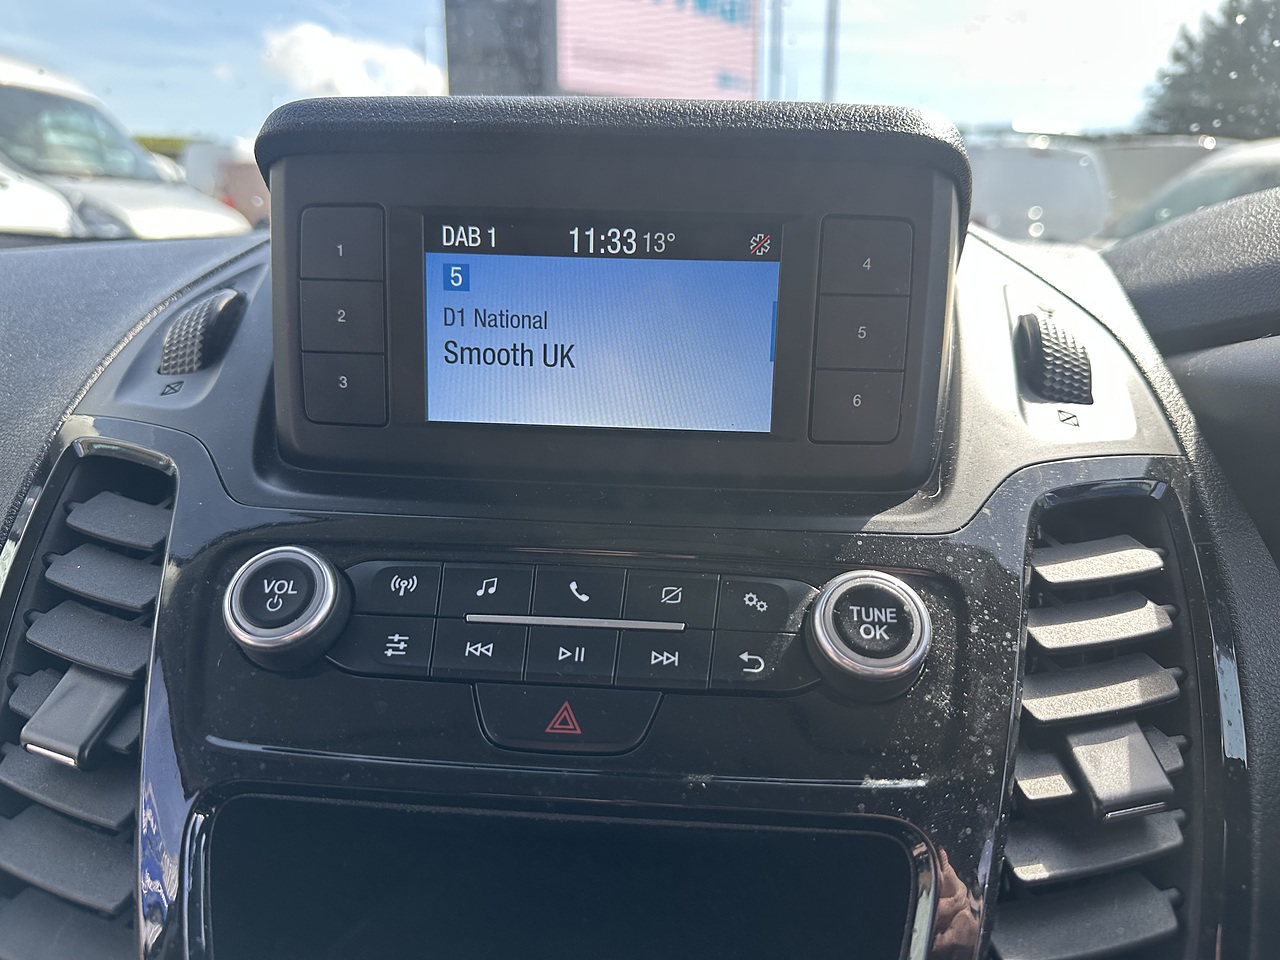 DAB 1 11:33 13°
5
D1 National
Smooth UK
1
2
3
4
5
6
VOL
TUNE
OK